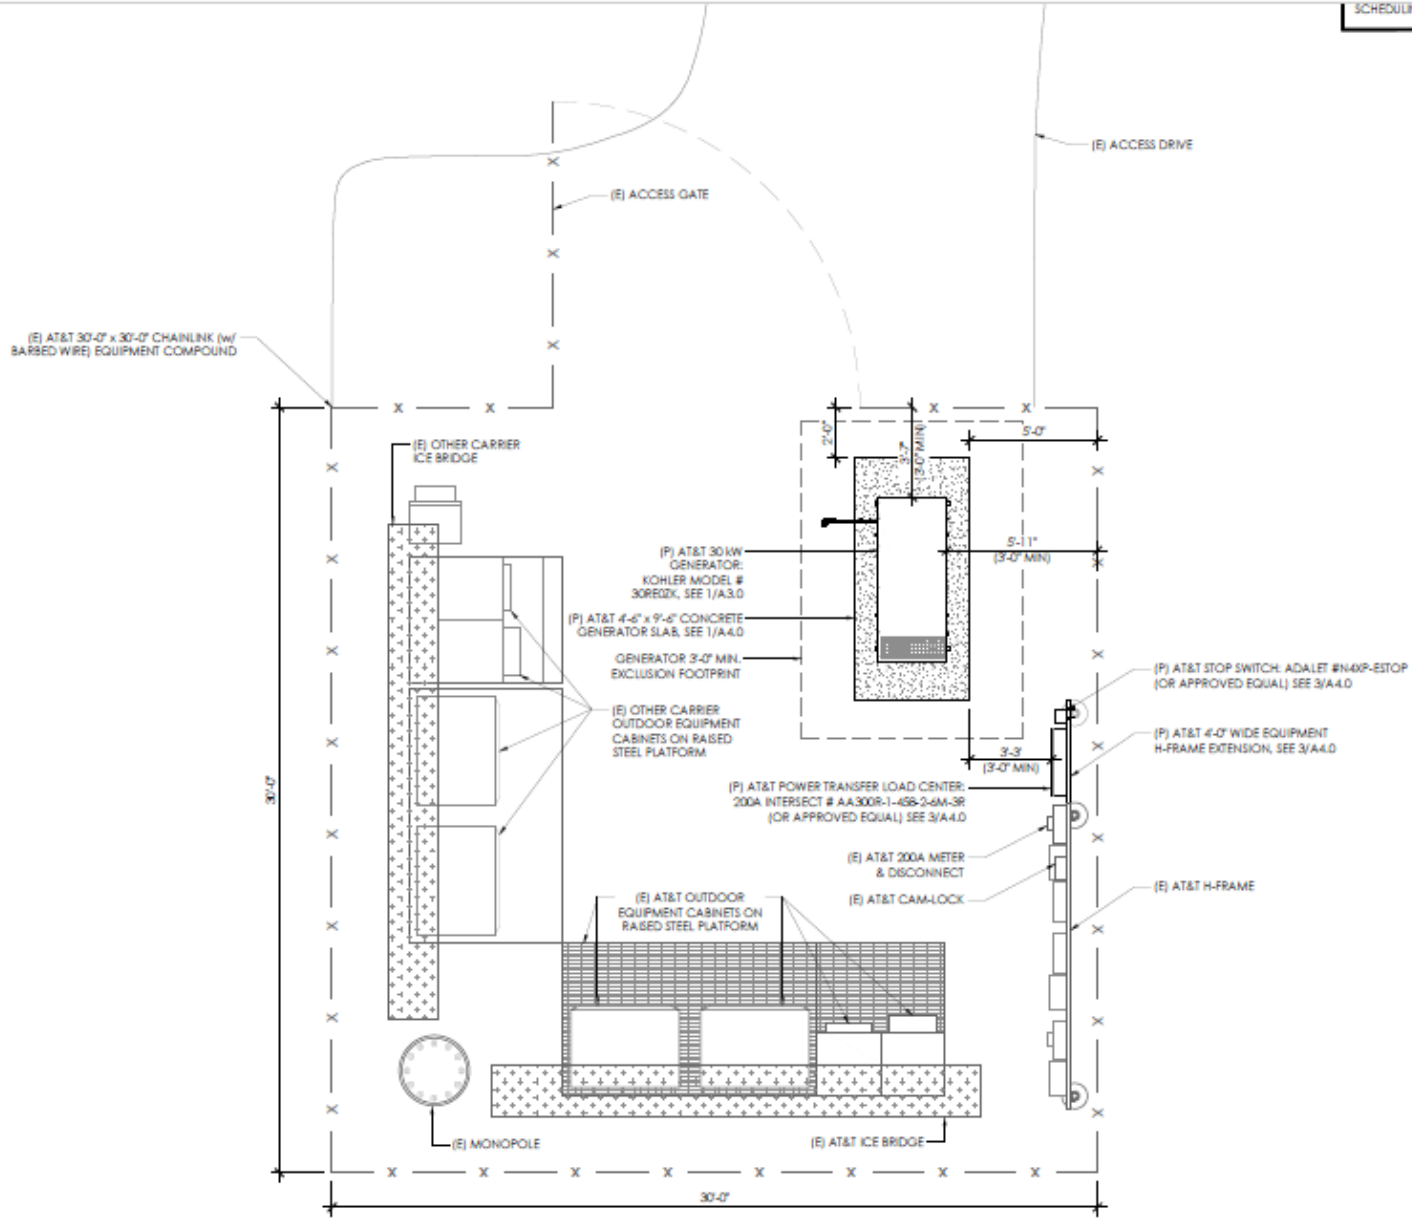 SCHEDULIN
(E) ACCESS DRIVE
(E) ACCESS GATE
(E) AT&T 30'-0" x 30'-0" CHAINLINK (w/
BARBED WIRE) EQUIPMENT COMPOUND
(E) OTHER CARRIER
ICE BRIDGE
2'-0"
3'-7"
(3'-0" MIN)
5'-0"
5'-11"
(3'-0" MIN)
(P) AT&T 30 kW
GENERATOR:
KOHLER MODEL #
30REOZK, SEE 1/A3.0
(P) AT&T 4'-6" x 9'-6" CONCRETE
GENERATOR SLAB, SEE 1/A4.0
GENERATOR 3'-0" MIN.
EXCLUSION FOOTPRINT
(E) OTHER CARRIER
OUTDOOR EQUIPMENT
CABINETS ON RAISED
STEEL PLATFORM
(P) AT&T STOP SWITCH: ADALET #N4XP-ESTOP
(OR APPROVED EQUAL) SEE 3/A4.0
(P) AT&T 4'-0" WIDE EQUIPMENT
H-FRAME EXTENSION, SEE 3/A4.0
3'-3"
(3'-0" MIN)
(P) AT&T POWER TRANSFER LOAD CENTER:
200A INTERSECT # AA300R-1-45B-2-6M-3R
(OR APPROVED EQUAL) SEE 3/A4.0
30'-0"
(E) AT&T 200A METER
& DISCONNECT
(E) AT&T CAM-LOCK
(E) AT&T H-FRAME
(E) AT&T OUTDOOR
EQUIPMENT CABINETS ON
RAISED STEEL PLATFORM
(E) MONOPOLE
(E) AT&T ICE BRIDGE
30'-0"